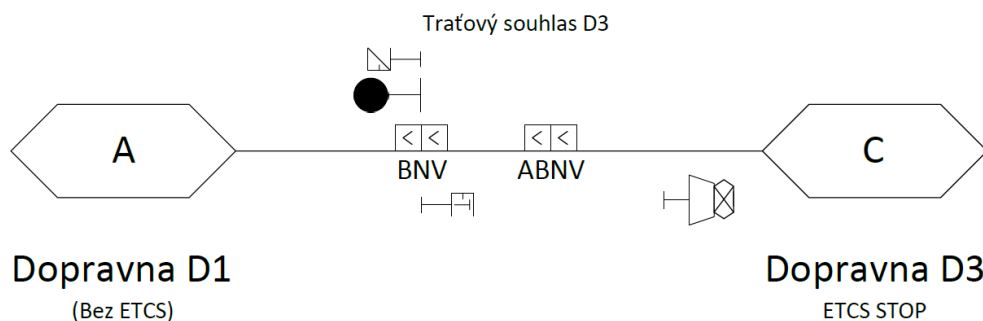 Traťový souhlas D3
A
C
BNV
ABNV
Dopravna D1
(Bez ETCS)
Dopravna D3
ETCS STOP